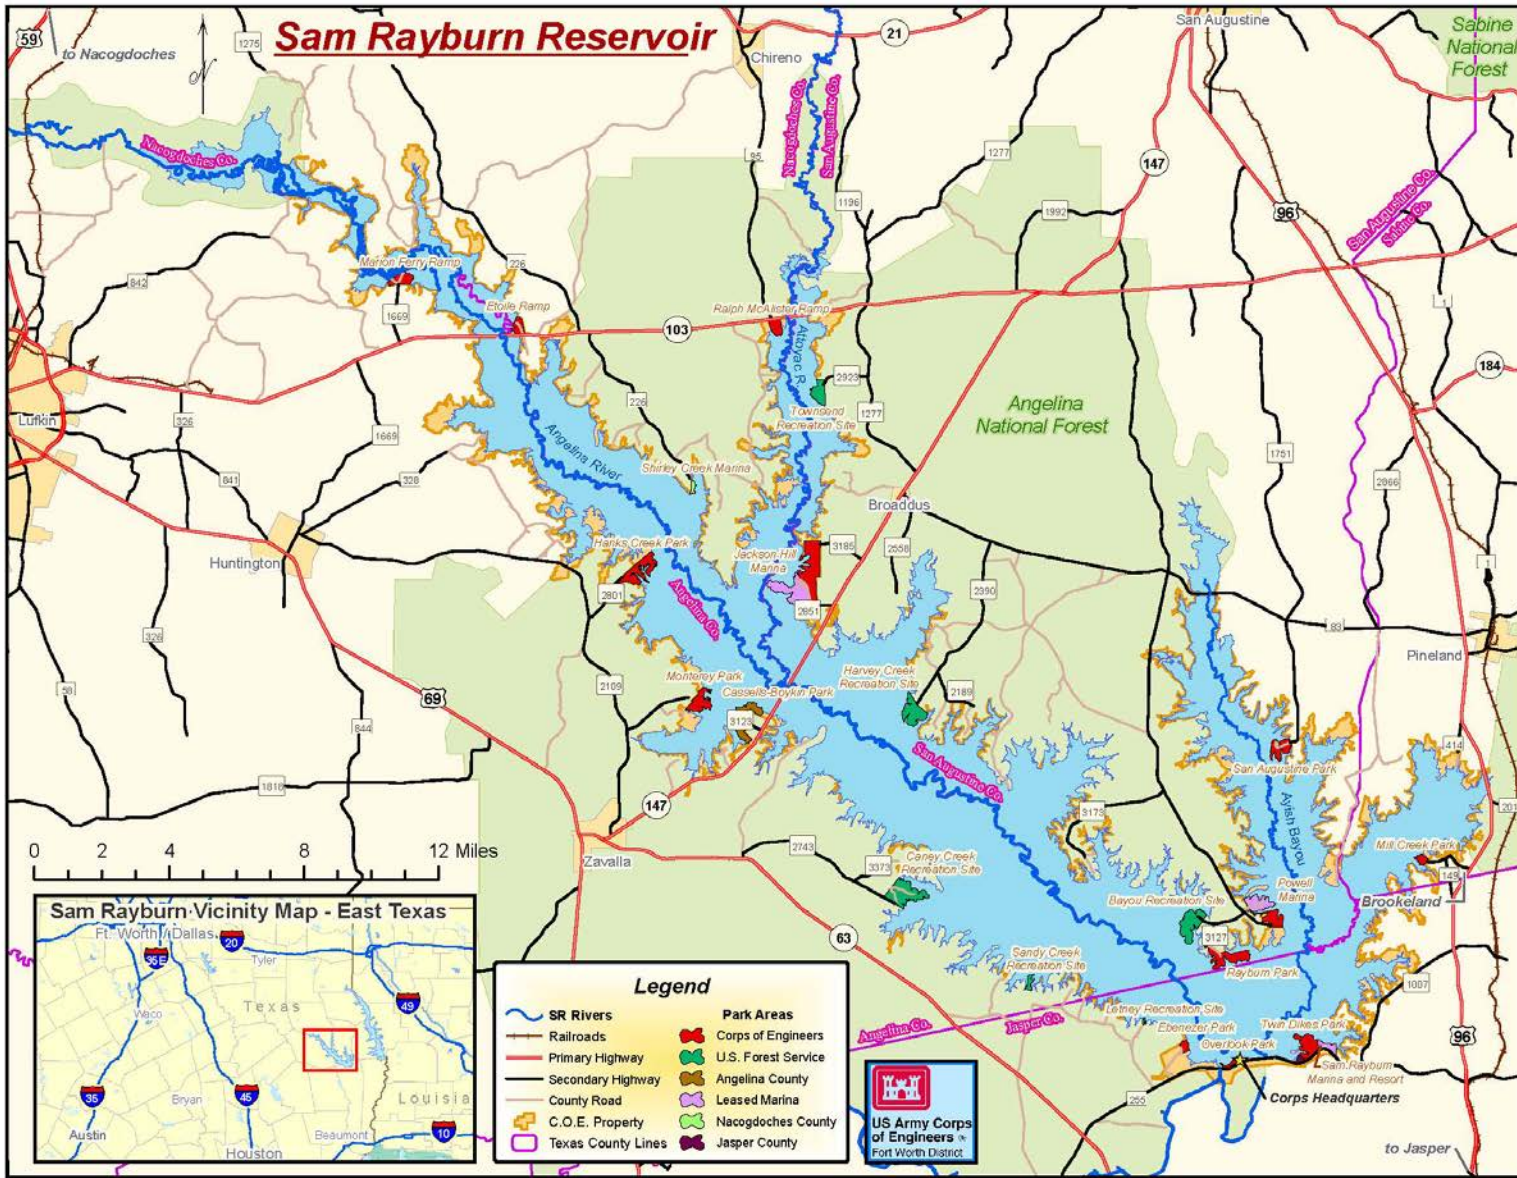 Sam Rayburn Reservoir
59
to Nacogdoches
1275
N
Chireno
21
San Augustine
Sabine
National
Forest
Nacogdoches Co.
Nacogdoches Co.
San Augustine Co.
95
1277
147
1196
1992
96
San Augustine Co.
Sabine Co.
Marion Ferry Ramp
226
842
1669
Etoile Ramp
103
Ralph McAlister Ramp
Attoyac R.
1
184
2923
Townsend
Recreation Site
1277
Angelina
National Forest
Lufkin
326
1669
226
Angelina River
Shirley Creek Marina
841
328
1751
2866
Broaddus
Huntington
Hanks Creek Park
2801
Angelina Co.
Jackson Hill
Marina
3185
2558
2851
2390
1
83
Pineland
326
58
69
2109
Monterey Park
Cassells-Boykin Park
3123
Harvey Creek
Recreation Site
2189
844
1818
147
San Augustine Co.
San Augustine Park
414
201
Ayish Bayou
3173
Zavalla
2743
3373
Caney Creek
Recreation Site
Mill Creek Park
149
Brookeland
Powell
Marina
Bayou Recreation Site
3127
Rayburn Park
63
Sandy Creek
Recreation Site
1007
96
Angelina Co.
Jasper Co.
Letney Recreation Site
Ebenezer Park
Overlook Park
Twin Dikes Park
Sam Rayburn
Marina and Resort
Corps Headquarters
255
to Jasper
0 2 4 8 12 Miles
Sam Rayburn Vicinity Map - East Texas
Ft. Worth / Dallas
35E
20
Tyler
Texas
49
Waco
35
Bryan
45
Louisia
Austin
Beaumont
10
Houston
Legend
SR Rivers
Railroads
Primary Highway
Secondary Highway
County Road
C.O.E. Property
Texas County Lines
Park Areas
Corps of Engineers
U.S. Forest Service
Angelina County
Leased Marina
Nacogdoches County
Jasper County
US Army Corps
of Engineers ®
Fort Worth District